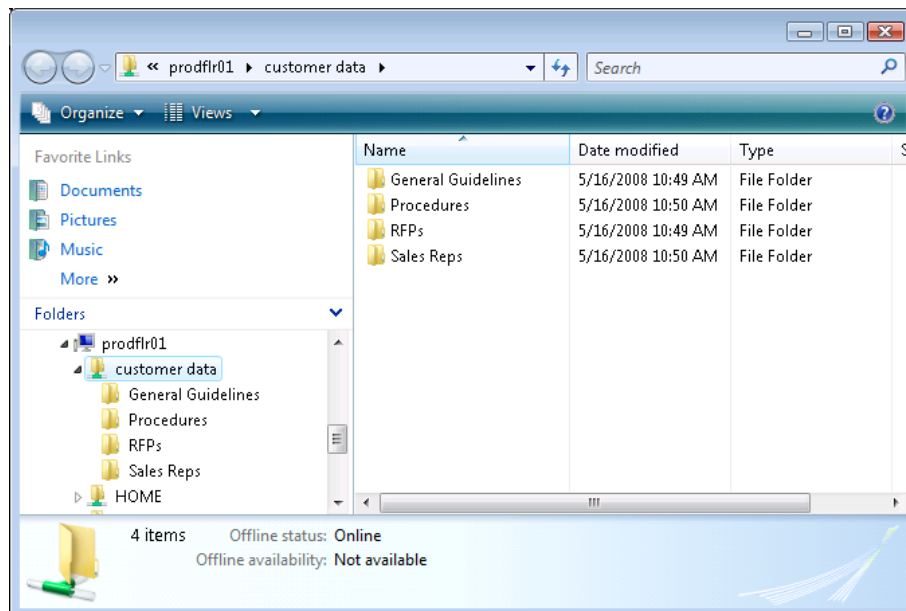 « prodflr01 ▸ customer data ▸
Search
Organize
Views
Favorite Links
Documents
Pictures
Music
More »
Folders
prodflr01
customer data
General Guidelines
Procedures
RFPs
Sales Reps
HOME
Name Date modified Type S
General Guidelines 5/16/2008 10:49 AM File Folder
Procedures 5/16/2008 10:50 AM File Folder
RFPs 5/16/2008 10:49 AM File Folder
Sales Reps 5/16/2008 10:50 AM File Folder
4 items Offline status: Online
Offline availability: Not available